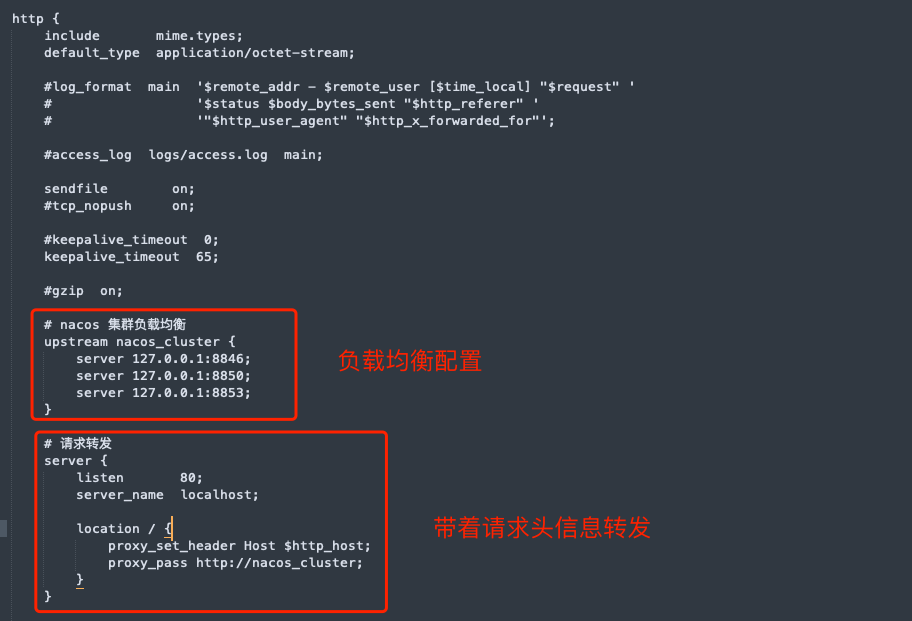 http {
    include       mime.types;
    default_type  application/octet-stream;
    #log_format  main  '$remote_addr - $remote_user [$time_local] "$request" '
    #                  '$status $body_bytes_sent "$http_referer" '
    #                  '"$http_user_agent" "$http_x_forwarded_for"';
    #access_log  logs/access.log  main;
    sendfile        on;
    #tcp_nopush     on;
    #keepalive_timeout  0;
    keepalive_timeout  65;
    #gzip  on;
    # nacos 集群负载均衡
    upstream nacos_cluster {
        server 127.0.0.1:8846;
        server 127.0.0.1:8850;
        server 127.0.0.1:8853;
    }
负载均衡配置
    # 请求转发
    server {
        listen       80;
        server_name  localhost;
        location / {
            proxy_set_header Host $http_host;
            proxy_pass http://nacos_cluster;
        }
    }
带着请求头信息转发